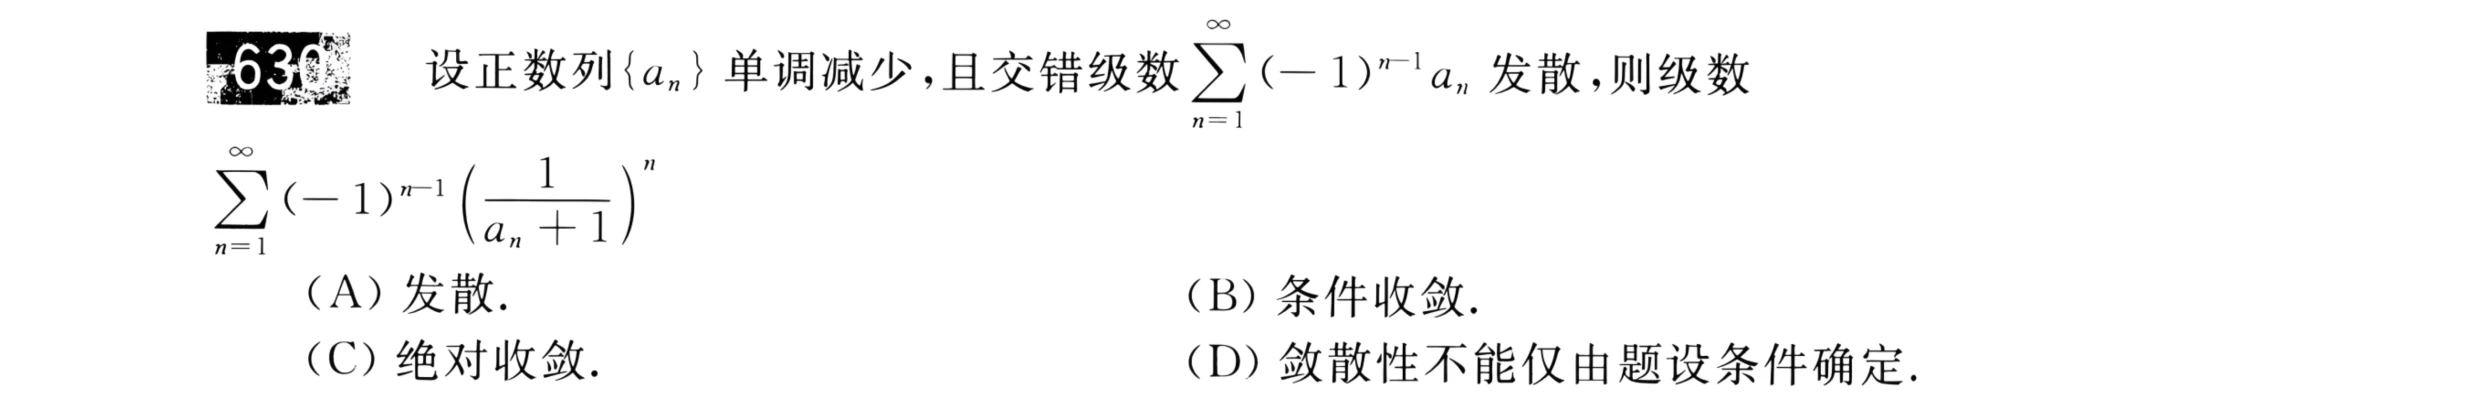 630 设正数列{aₙ} 单调减少,且交错级数 $\sum_{n=1}^{\infty}(-1)^{n-1}a_n$ 发散,则级数
$\sum_{n=1}^{\infty}(-1)^{n-1}\left(\frac{1}{a_n+1}\right)^n$
(A) 发散. (B) 条件收敛.
(C) 绝对收敛. (D) 敛散性不能仅由题设条件确定.